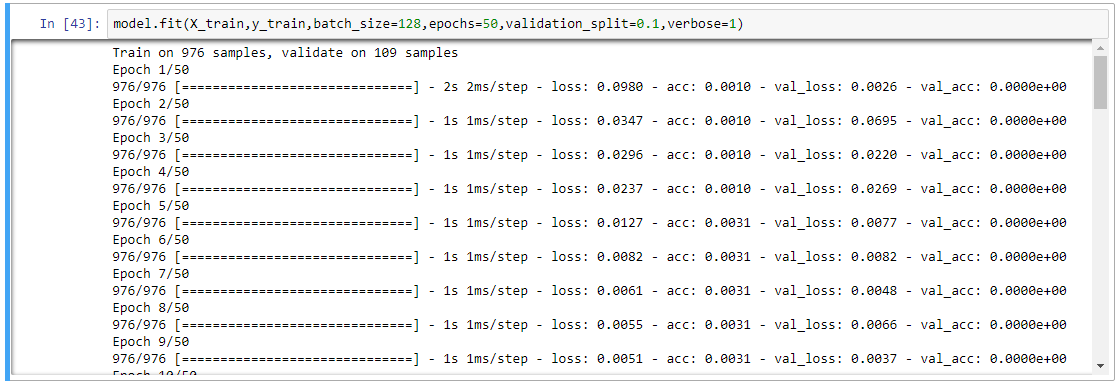 In [43]: model.fit(X_train,y_train,batch_size=128,epochs=50,validation_split=0.1,verbose=1)
Train on 976 samples, validate on 109 samples
Epoch 1/50
976/976 [==============================] - 2s 2ms/step - loss: 0.0980 - acc: 0.0010 - val_loss: 0.0026 - val_acc: 0.0000e+00
Epoch 2/50
976/976 [==============================] - 1s 1ms/step - loss: 0.0347 - acc: 0.0010 - val_loss: 0.0695 - val_acc: 0.0000e+00
Epoch 3/50
976/976 [==============================] - 1s 1ms/step - loss: 0.0296 - acc: 0.0010 - val_loss: 0.0220 - val_acc: 0.0000e+00
Epoch 4/50
976/976 [==============================] - 1s 1ms/step - loss: 0.0237 - acc: 0.0010 - val_loss: 0.0269 - val_acc: 0.0000e+00
Epoch 5/50
976/976 [==============================] - 1s 1ms/step - loss: 0.0127 - acc: 0.0031 - val_loss: 0.0077 - val_acc: 0.0000e+00
Epoch 6/50
976/976 [==============================] - 1s 1ms/step - loss: 0.0082 - acc: 0.0031 - val_loss: 0.0082 - val_acc: 0.0000e+00
Epoch 7/50
976/976 [==============================] - 1s 1ms/step - loss: 0.0061 - acc: 0.0031 - val_loss: 0.0048 - val_acc: 0.0000e+00
Epoch 8/50
976/976 [==============================] - 1s 1ms/step - loss: 0.0055 - acc: 0.0031 - val_loss: 0.0066 - val_acc: 0.0000e+00
Epoch 9/50
976/976 [==============================] - 1s 1ms/step - loss: 0.0051 - acc: 0.0031 - val_loss: 0.0037 - val_acc: 0.0000e+00
Epoch 10/50